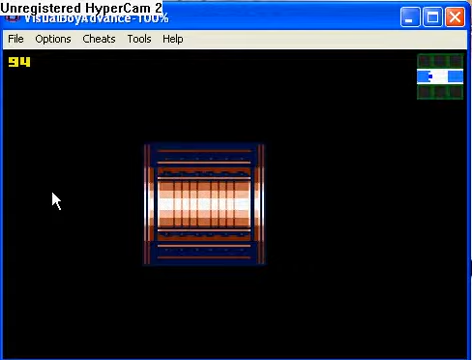 Unregistered HyperCam 2
VisualBoyAdvance-100%
File Options Cheats Tools Help
94